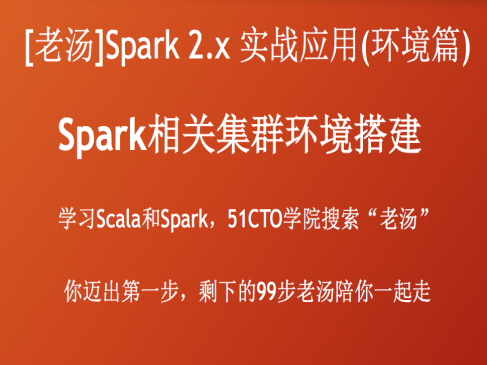 [老汤]Spark 2.x 实战应用(环境篇)
Spark相关集群环境搭建
学习Scala和Spark，51CTO学院搜索“老汤”
你迈出第一步，剩下的99步老汤陪你一起走